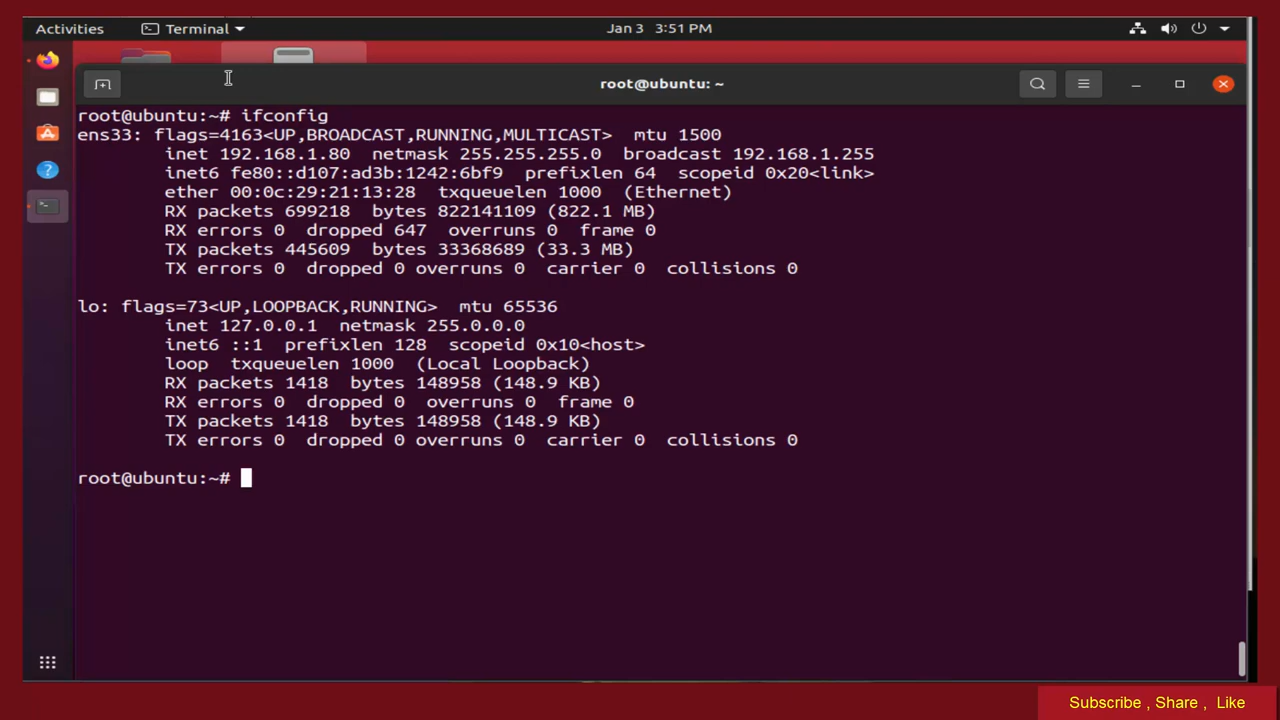 Activities Terminal Jan 3 3:51 PM
root@ubuntu: ~
root@ubuntu:~# ifconfig
ens33: flags=4163<UP,BROADCAST,RUNNING,MULTICAST>  mtu 1500
        inet 192.168.1.80  netmask 255.255.255.0  broadcast 192.168.1.255
        inet6 fe80::d107:ad3b:1242:6bf9  prefixlen 64  scopeid 0x20<link>
        ether 00:0c:29:21:13:28  txqueuelen 1000  (Ethernet)
        RX packets 699218  bytes 822141109 (822.1 MB)
        RX errors 0  dropped 647  overruns 0  frame 0
        TX packets 445609  bytes 33368689 (33.3 MB)
        TX errors 0  dropped 0 overruns 0  carrier 0  collisions 0
lo: flags=73<UP,LOOPBACK,RUNNING>  mtu 65536
        inet 127.0.0.1  netmask 255.0.0.0
        inet6 ::1  prefixlen 128  scopeid 0x10<host>
        loop  txqueuelen 1000  (Local Loopback)
        RX packets 1418  bytes 148958 (148.9 KB)
        RX errors 0  dropped 0  overruns 0  frame 0
        TX packets 1418  bytes 148958 (148.9 KB)
        TX errors 0  dropped 0 overruns 0  carrier 0  collisions 0
root@ubuntu:~#
Subscribe , Share ,  Like